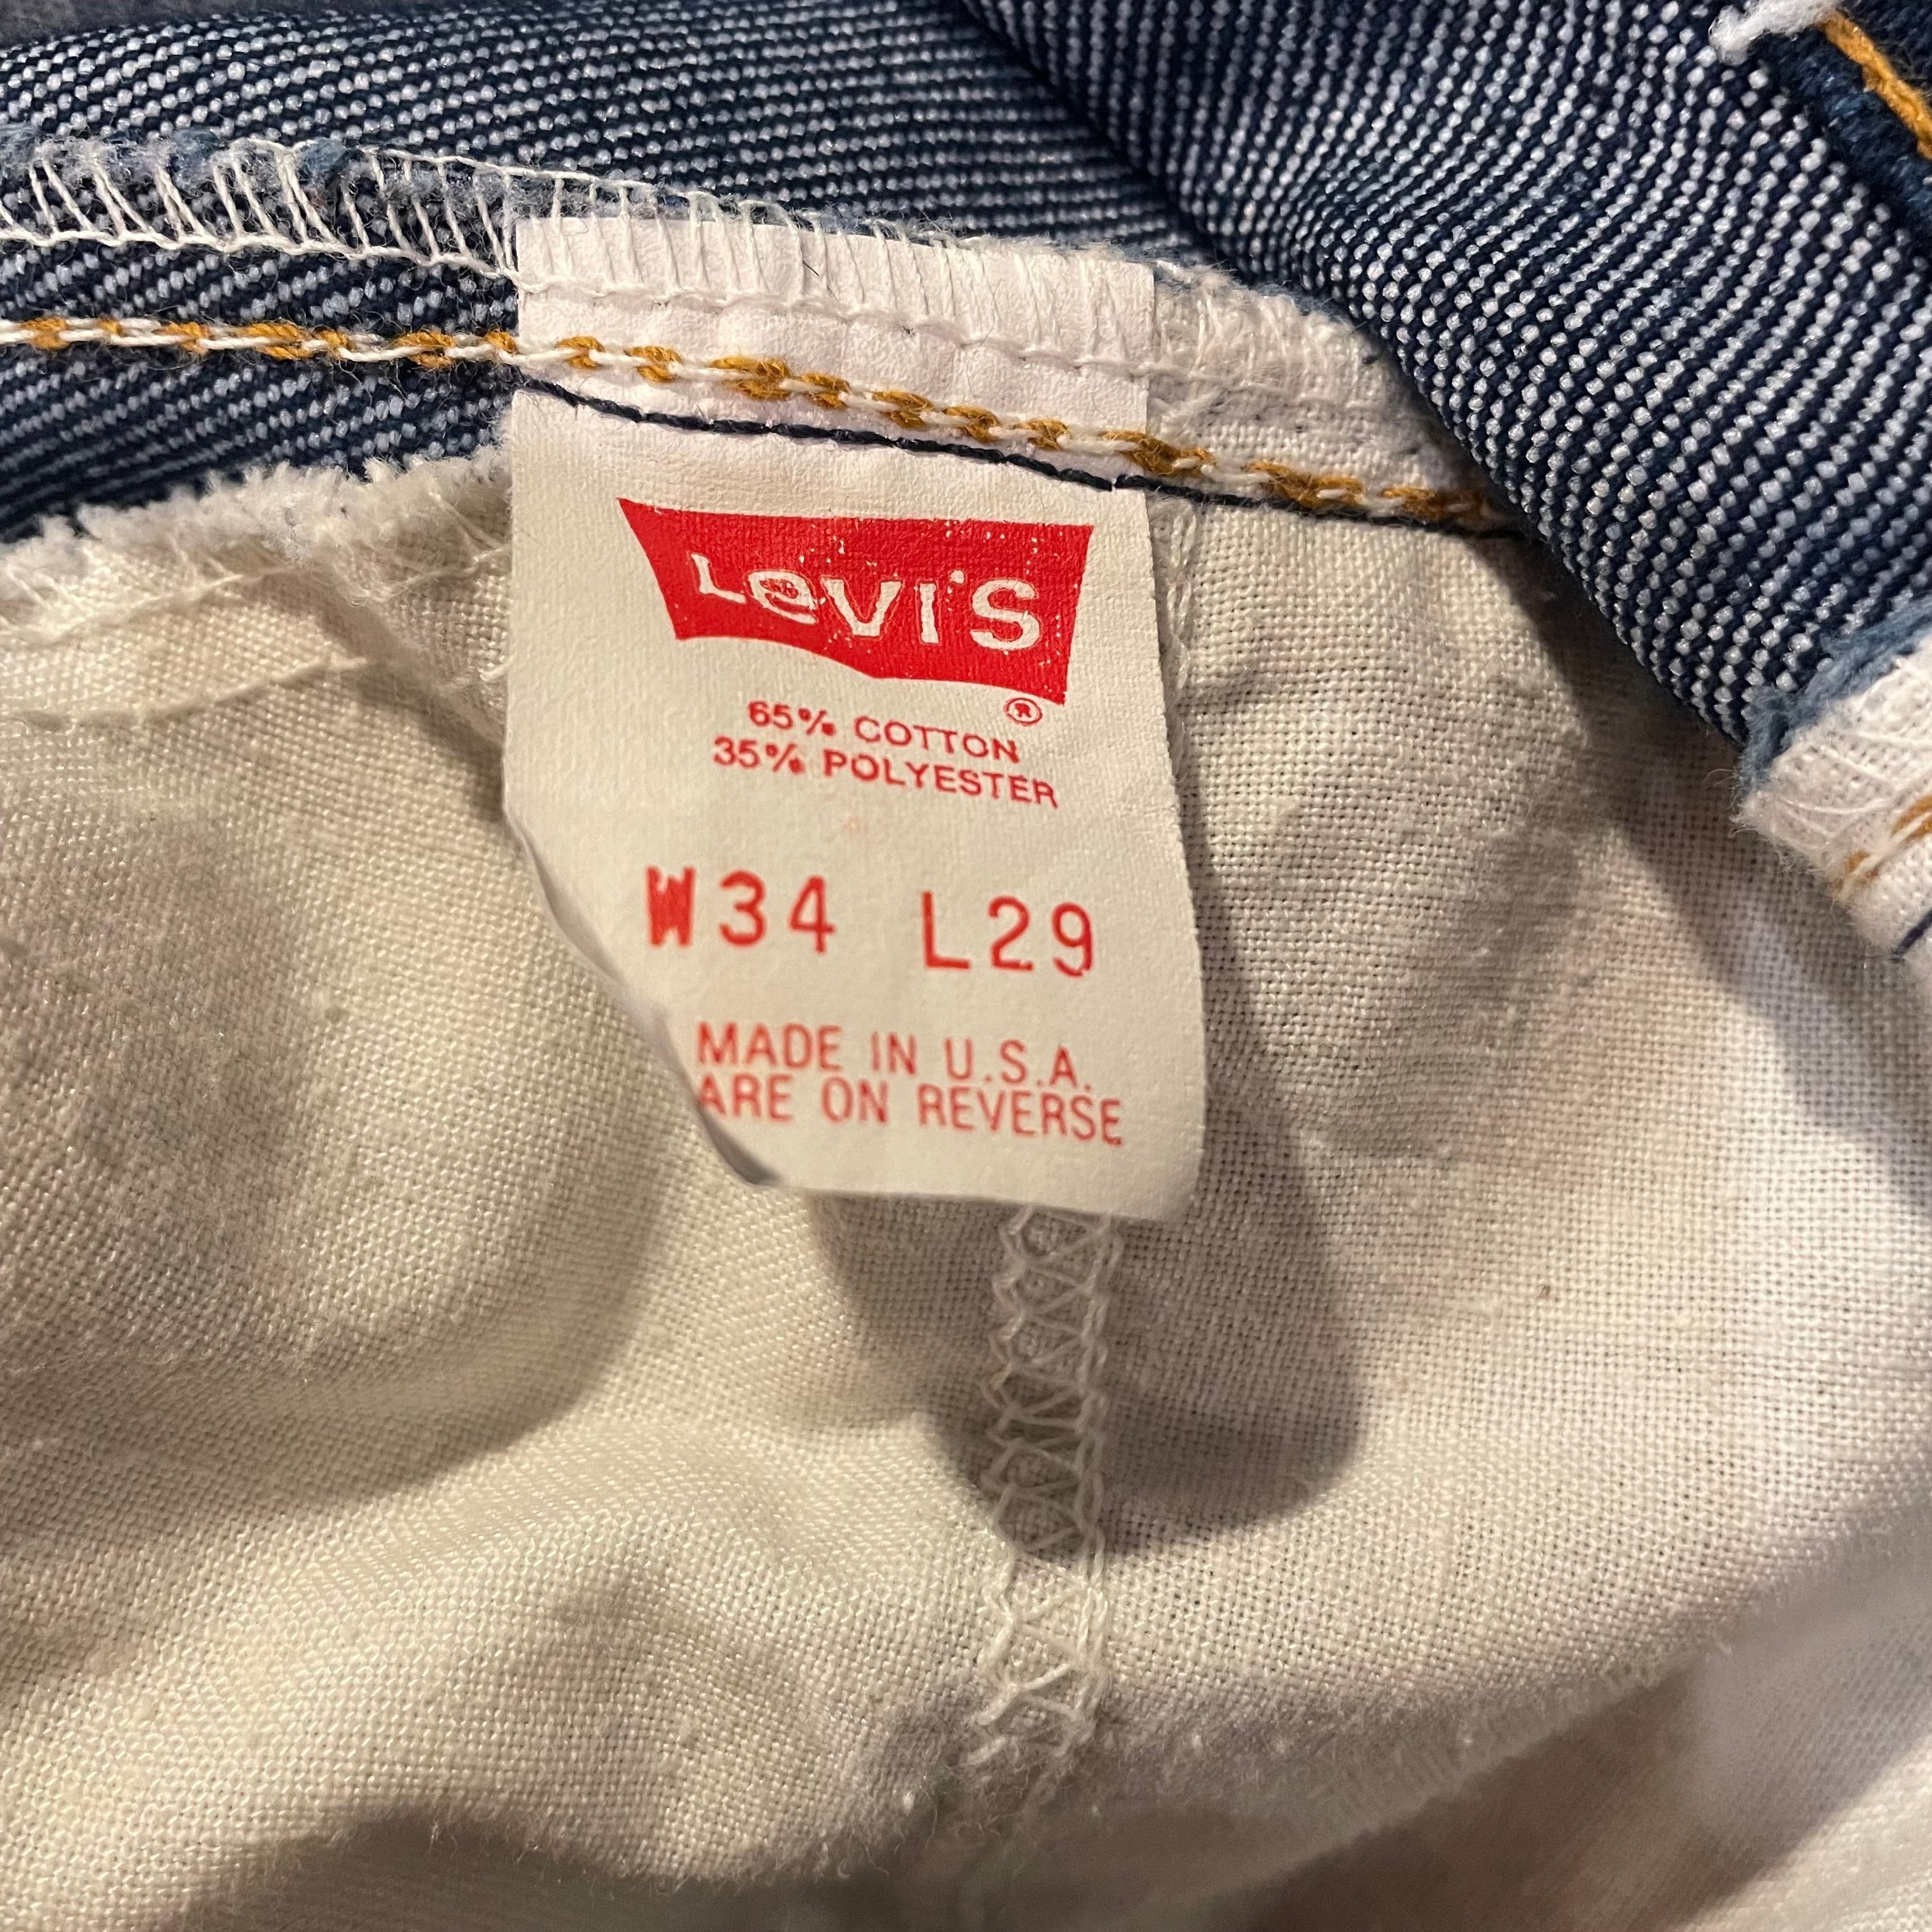 Levi's
®
65% COTTON
35% POLYESTER
W34 L29
MADE IN U.S.A.
ARE ON REVERSE